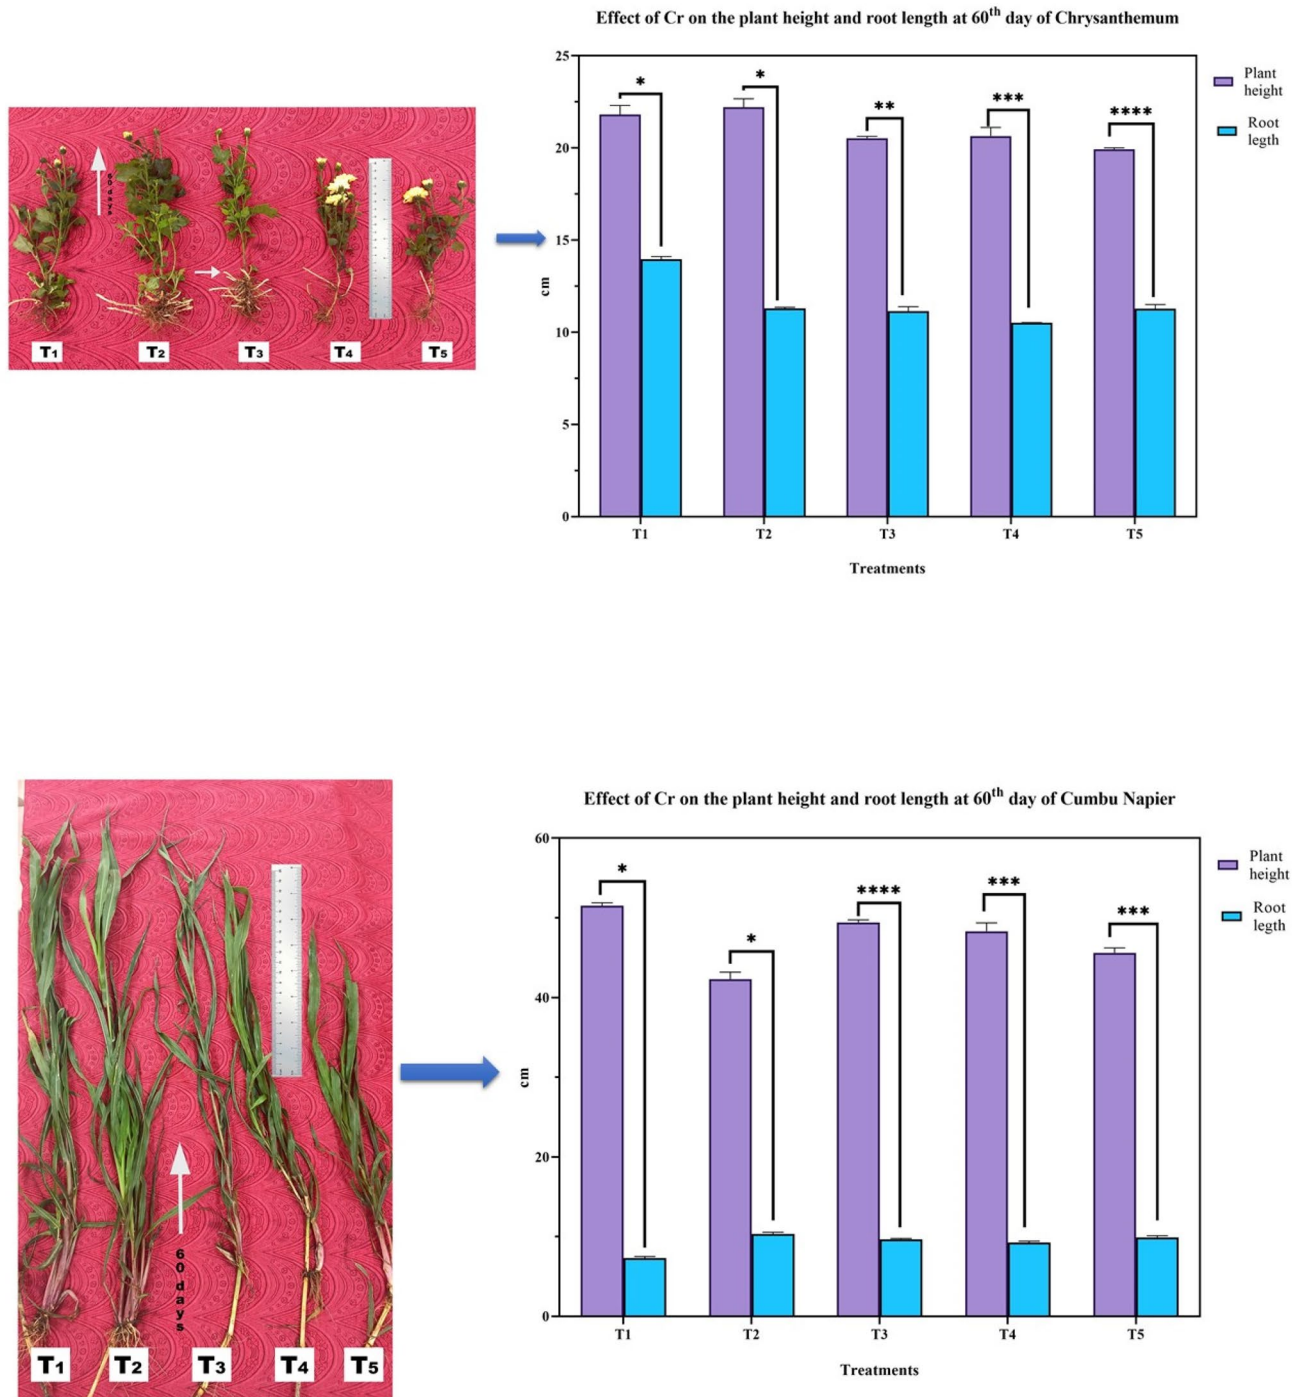 Effect of Cr on the plant height and root length at 60th day of Chrysanthemum
25
20
15
10
5
0
cm
*
*
**
***
****
Plant
height
Root
legth
T1
T2
T3
T4
T5
Treatments
60 days
T1
T2
T3
T4
T5
Effect of Cr on the plant height and root length at 60th day of Cumbu Napier
60
40
20
0
cm
*
*
****
***
***
Plant
height
Root
legth
T1
T2
T3
T4
T5
Treatments
60 days
T1
T2
T3
T4
T5